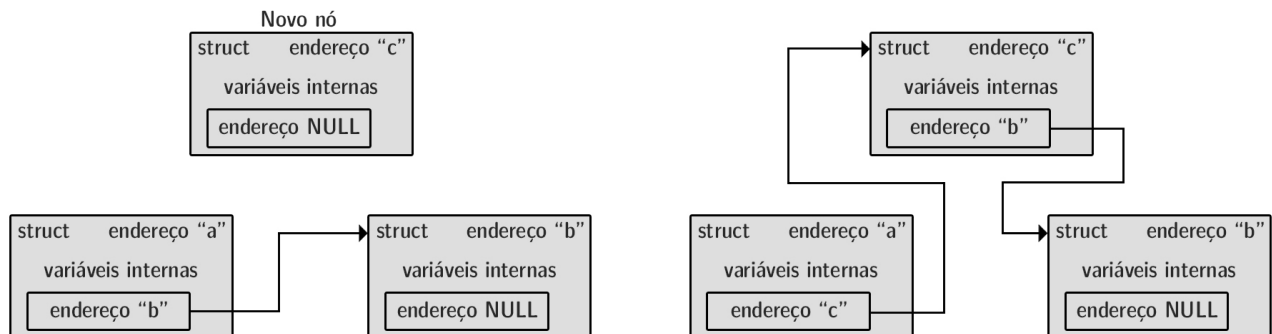 Novo nó
struct endereço “c”
variáveis internas
endereço NULL
struct endereço “a”
variáveis internas
endereço “b”
struct endereço “b”
variáveis internas
endereço NULL
struct endereço “c”
variáveis internas
endereço “b”
struct endereço “a”
variáveis internas
endereço “c”
struct endereço “b”
variáveis internas
endereço NULL